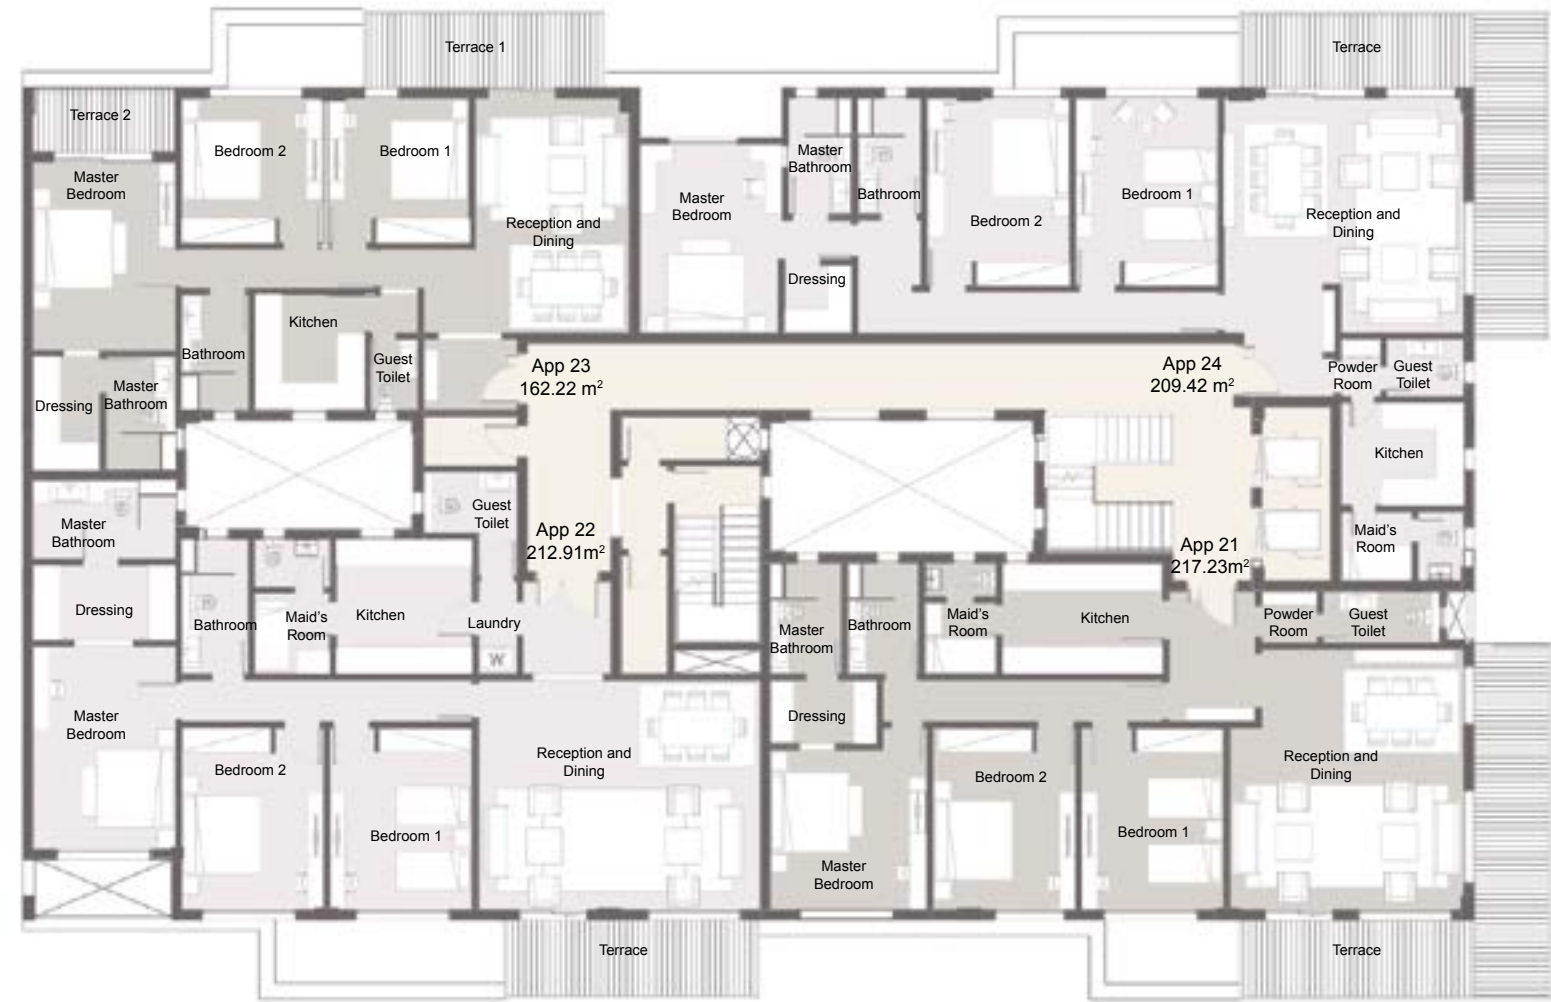 Terrace 1
Terrace
Terrace 2
Bedroom 2
Bedroom 1
Master
Bedroom
Reception and
Dining
Master
Bathroom
Bathroom
Master
Bedroom
Bedroom 2
Bedroom 1
Reception and
Dining
Dressing
Kitchen
Bathroom
Guest
Toilet
Dressing
Master
Bathroom
App 23
162.22 m²
App 24
209.42 m²
Powder
Room
Guest
Toilet
Kitchen
Master
Bathroom
Guest
Toilet
App 22
212.91m²
App 21
217.23m²
Maid's
Room
Dressing
Bathroom
Maid's
Room
Kitchen
Laundry
W
Master
Bathroom
Bathroom
Maid's
Room
Kitchen
Powder
Room
Guest
Toilet
Master
Bedroom
Dressing
Bedroom 2
Bedroom 1
Reception and
Dining
Master
Bedroom
Bedroom 2
Bedroom 1
Reception and
Dining
Terrace
Terrace